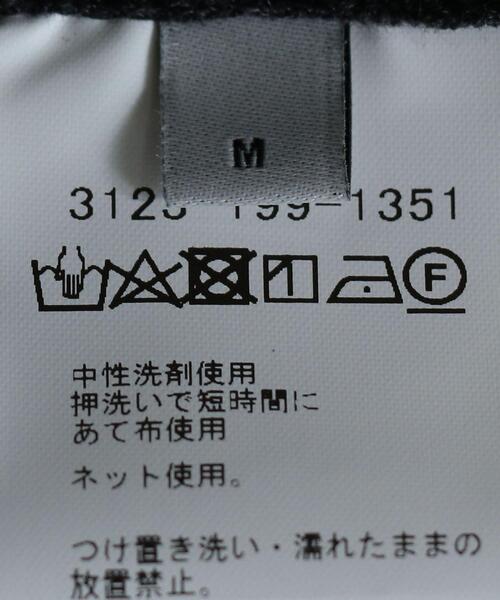 M
3125-199-1351
F
中性洗剤使用
押洗いで短時間に
あて布使用
ネット使用。
つけ置き洗い・濡れたままの
放置禁止。